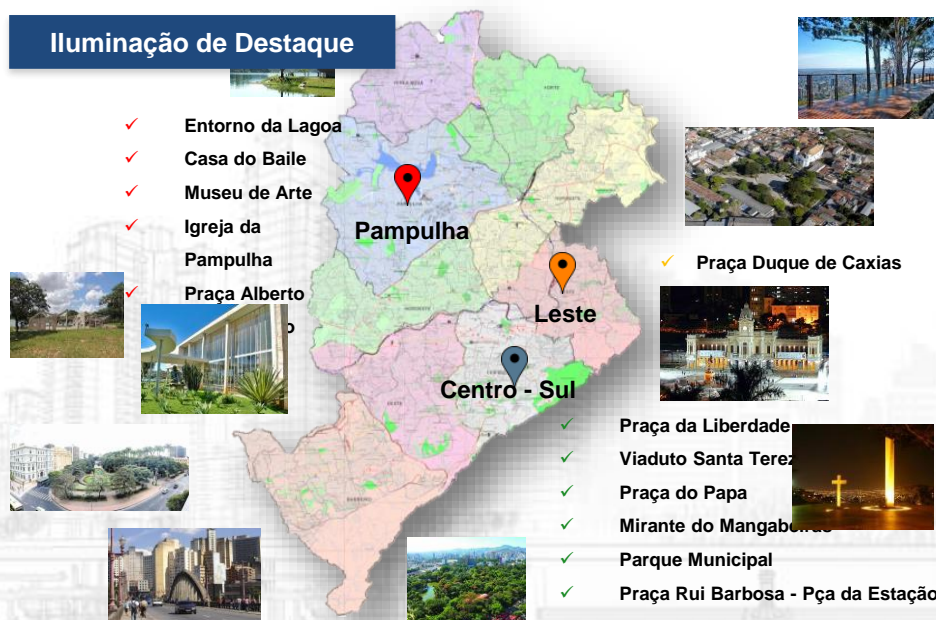 Iluminação de Destaque
Entorno da Lagoa
Casa do Baile
Museu de Arte
Igreja da
Pampulha
Praça Alberto
Pampulha
Praça Duque de Caxias
Leste
Centro - Sul
Praça da Liberdade
Viaduto Santa Terez
Praça do Papa
Mirante do Mangabeiras
Parque Municipal
Praça Rui Barbosa - Pça da Estação